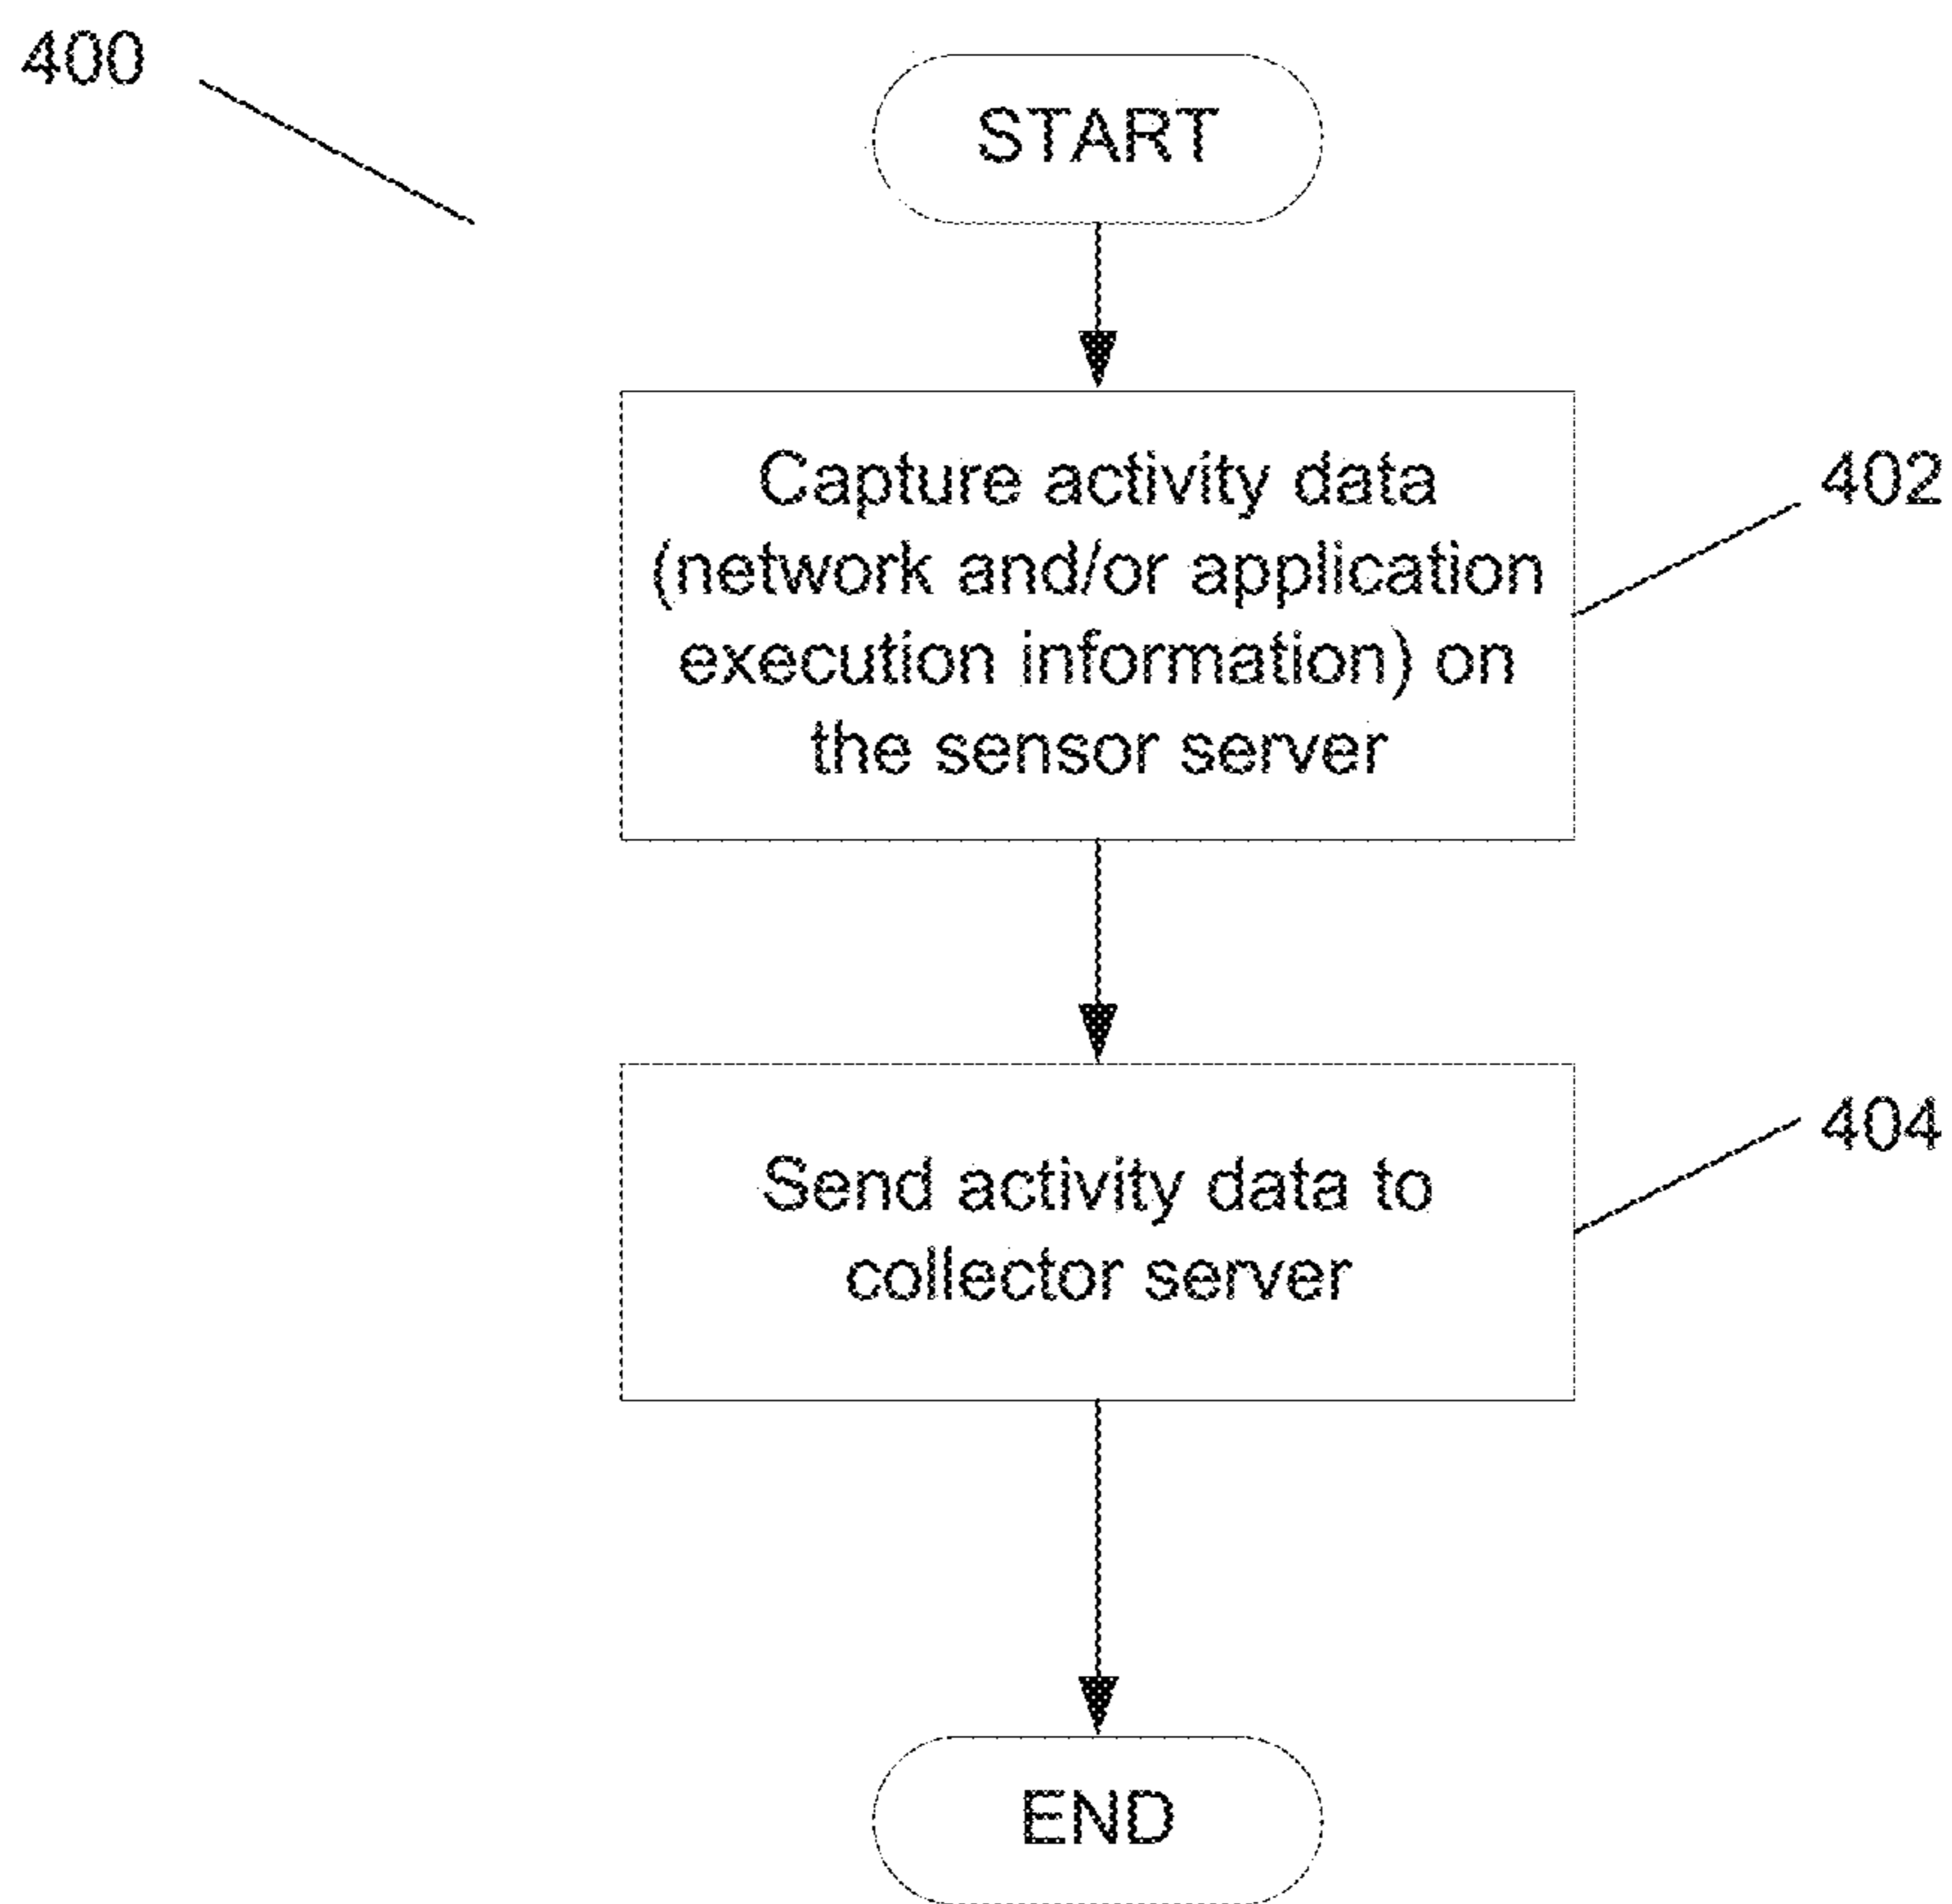 400
START
Capture activity data
(network and/or application
execution information) on
the sensor server
402
Send activity data to
collector server
404
END